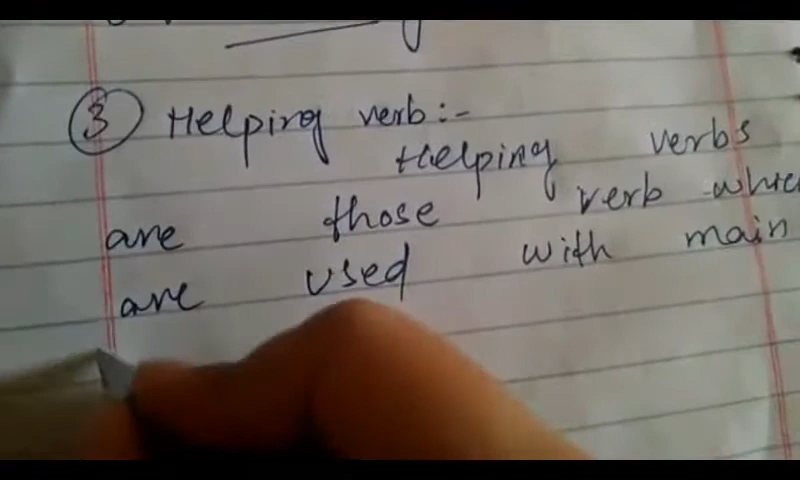 3 Helping verb:-
Helping verbs
are those verb which
are used with main